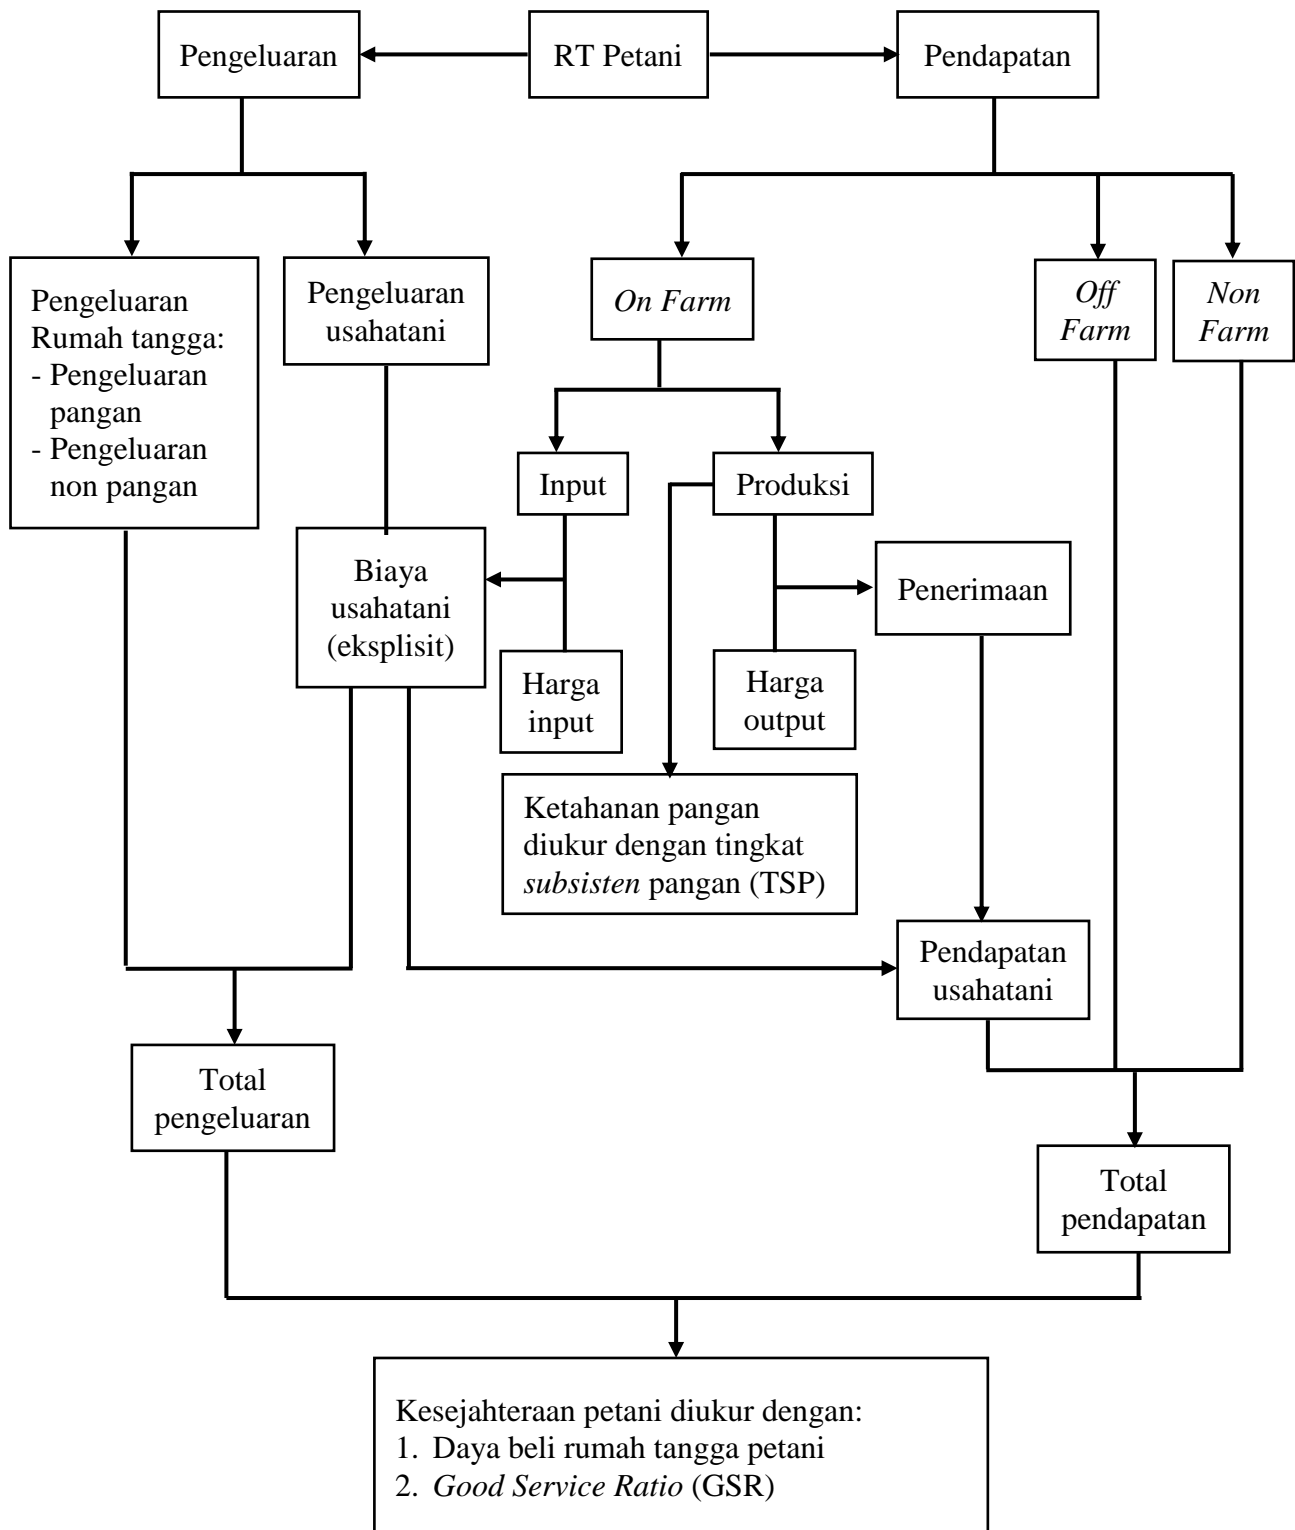 Pengeluaran
RT Petani
Pendapatan
Pengeluaran
Rumah tangga:
- Pengeluaran
pangan
- Pengeluaran
non pangan
Pengeluaran
usahatani
On Farm
Off
Farm
Non
Farm
Input
Produksi
Biaya
usahatani
(eksplisit)
Penerimaan
Harga
input
Harga
output
Ketahanan pangan
diukur dengan tingkat
subsisten pangan (TSP)
Pendapatan
usahatani
Total
pengeluaran
Total
pendapatan
Kesejahteraan petani diukur dengan:
1. Daya beli rumah tangga petani
2. Good Service Ratio (GSR)